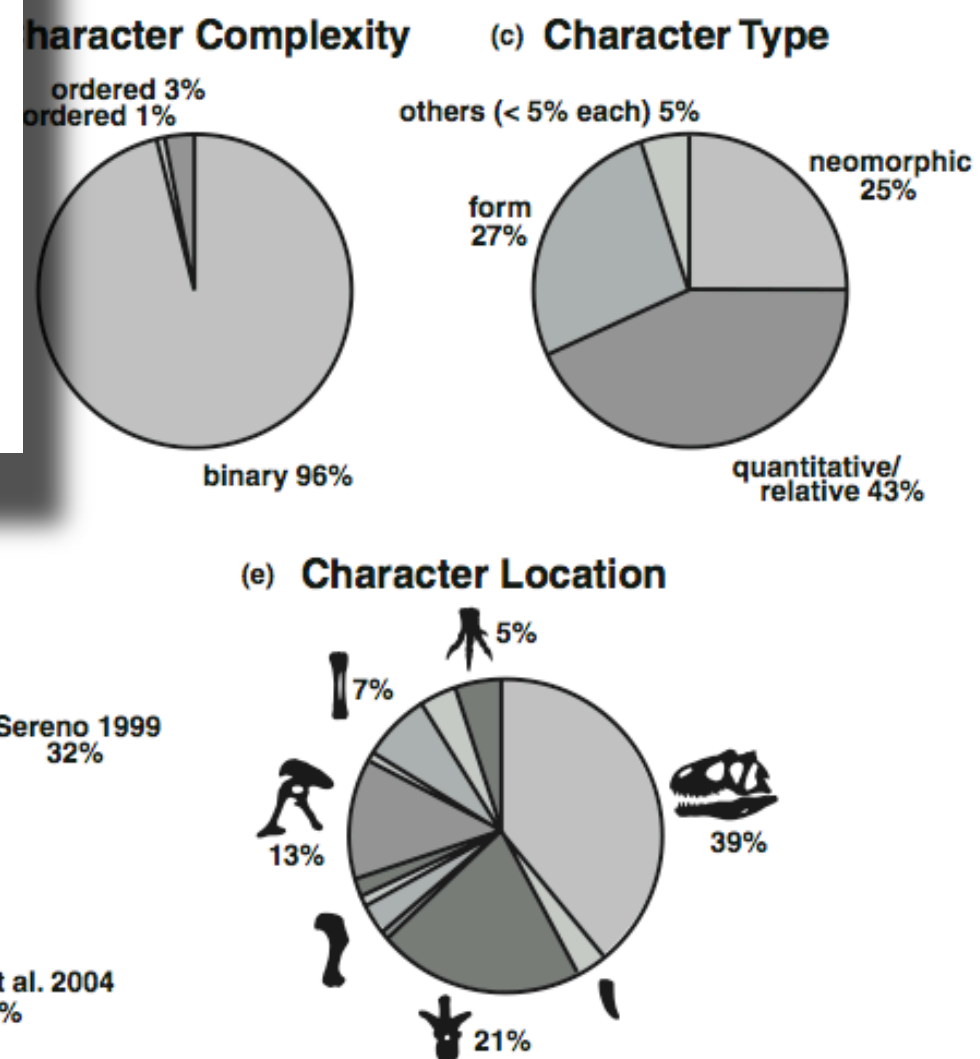 haracter Complexity
ordered 3%
ordered 1%
binary 96%
(c) Character Type
others (< 5% each) 5%
neomorphic
25%
form
27%
quantitative/
relative 43%
(e) Character Location
5%
7%
13%
39%
21%
Sereno 1999
32%
t al. 2004
%